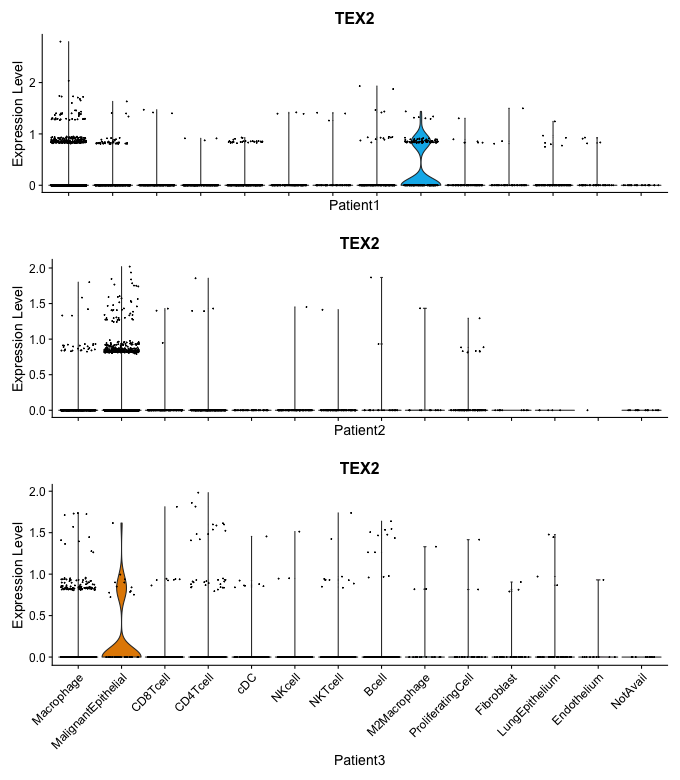 TEX2
Expression Level
2
1
0
Patient1
TEX2
Expression Level
2.0
1.5
1.0
0.5
0.0
Patient2
TEX2
Expression Level
2.0
1.5
1.0
0.5
0.0
Macrophage
MalignantEpithelial
CD8Tcell
CD4Tcell
cDC
NKcell
NKTcell
Bcell
M2Macrophage
ProliferatingCell
Fibroblast
LungEpithelium
Endothelium
NotAvail
Patient3